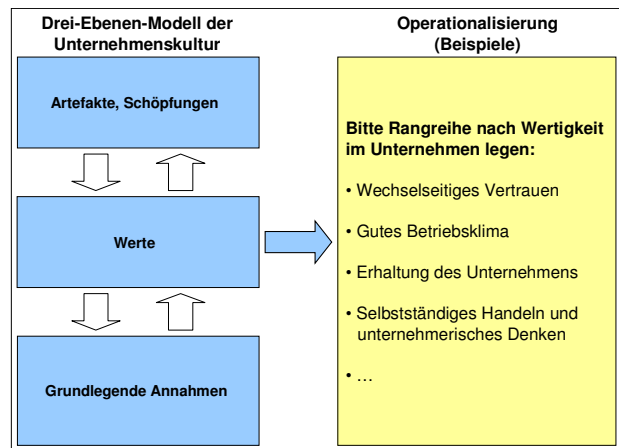 Drei-Ebenen-Modell der
Unternehmenskultur
Artefakte, Schöpfungen
Werte
Grundlegende Annahmen
Operationalisierung
(Beispiele)
Bitte Rangreihe nach Wertigkeit
im Unternehmen legen:
• Wechselseitiges Vertrauen
• Gutes Betriebsklima
• Erhaltung des Unternehmens
• Selbstständiges Handeln und
unternehmerisches Denken
• ...